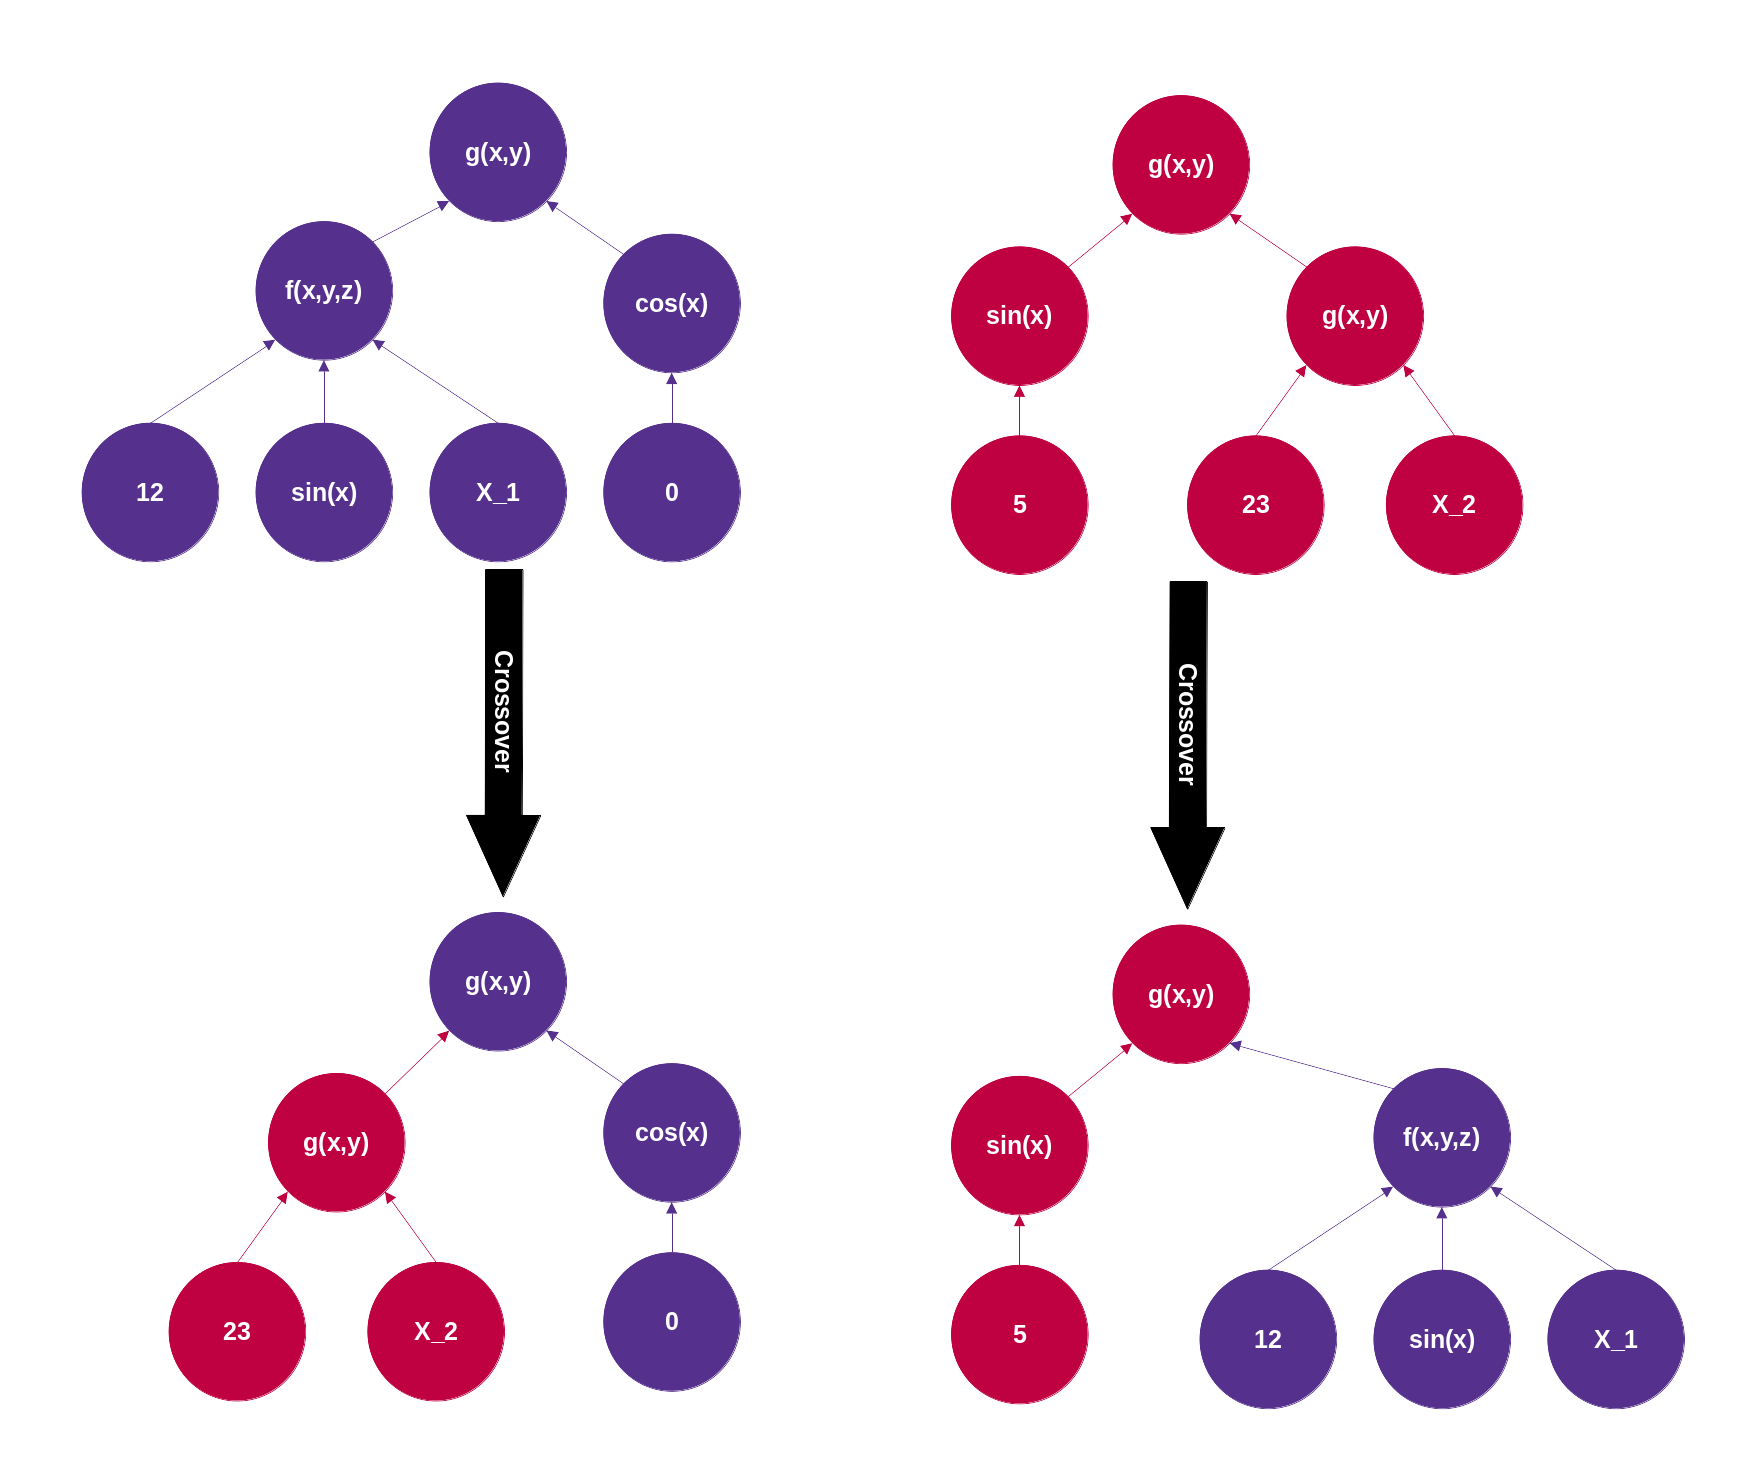 g(x,y)
f(x,y,z)
cos(x)
12
sin(x)
X_1
0
g(x,y)
sin(x)
g(x,y)
5
23
X_2
Crossover
Crossover
g(x,y)
g(x,y)
cos(x)
23
X_2
0
g(x,y)
sin(x)
f(x,y,z)
5
12
sin(x)
X_1